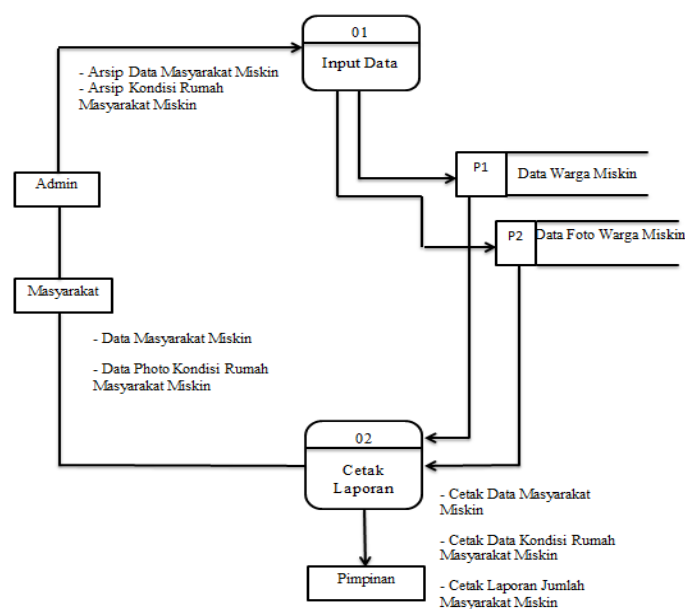 01
Input Data
- Arsip Data Masyarakat Miskin
- Arsip Kondisi Rumah
Masyarakat Miskin
P1
Data Warga Miskin
Admin
P2
Data Foto Warga Miskin
Masyarakat
- Data Masyarakat Miskin
- Data Photo Kondisi Rumah
Masyarakat Miskin
02
Cetak
Laporan
- Cetak Data Masyarakat
Miskin
- Cetak Data Kondisi Rumah
Masyarakat Miskin
Pimpinan
- Cetak Laporan Jumlah
Masyarakat Miskin